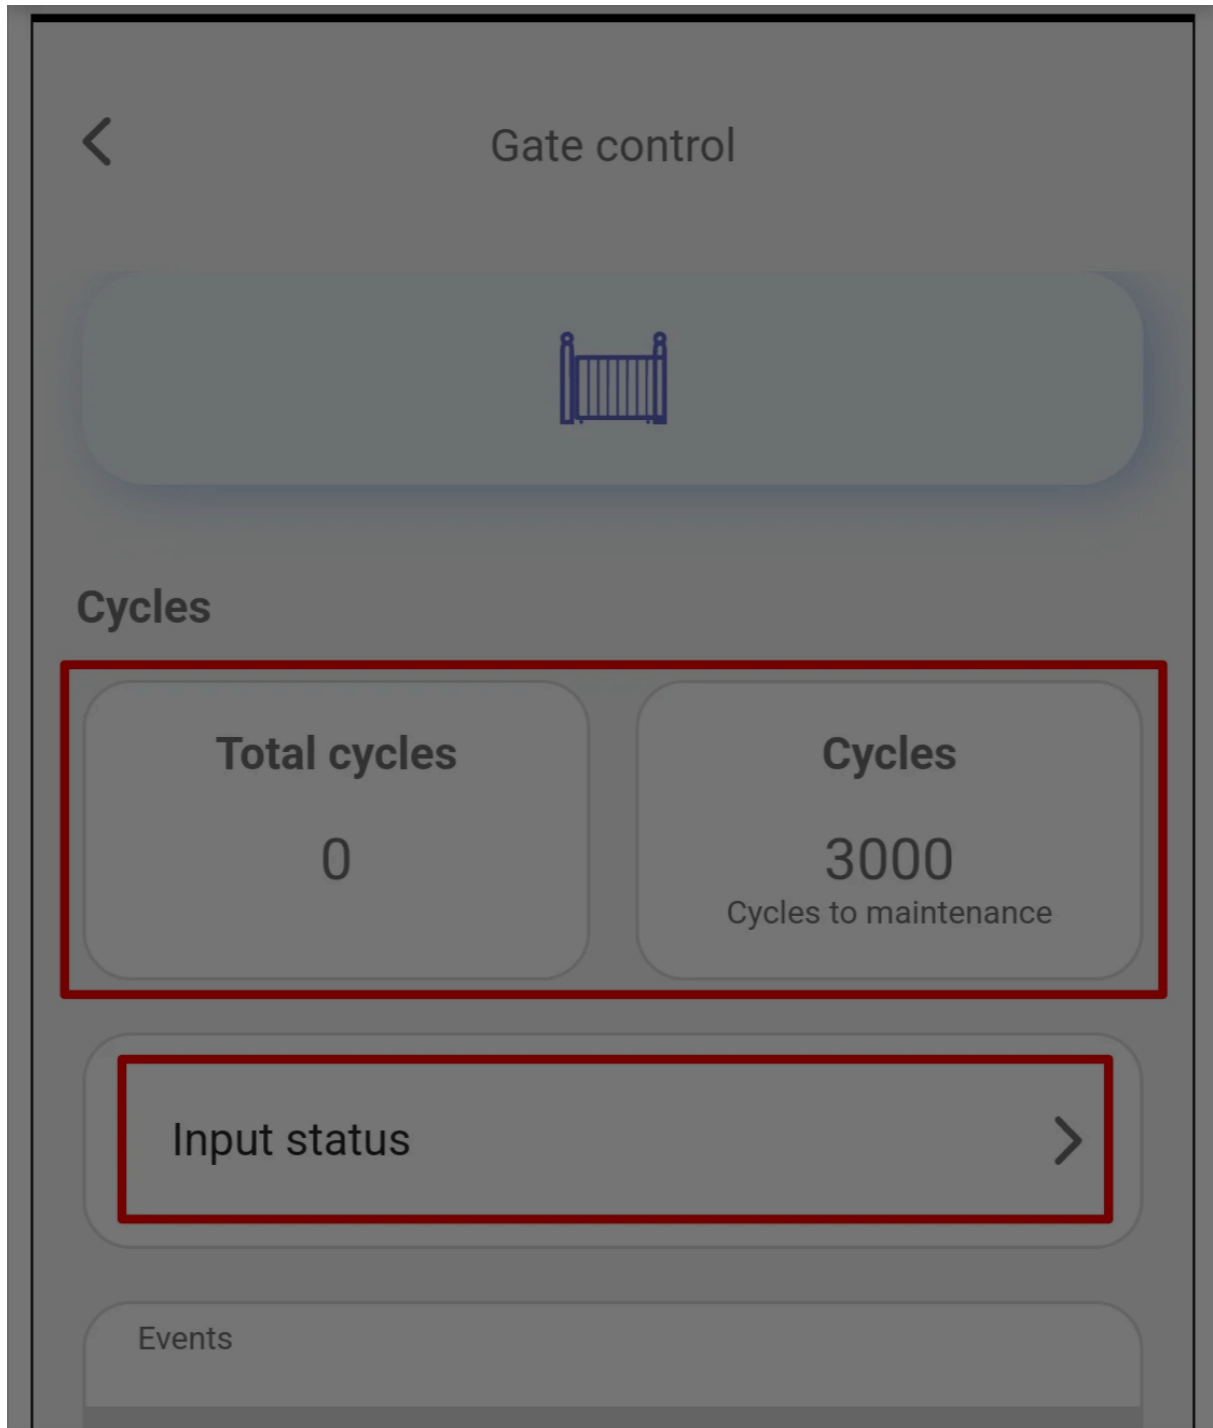 Gate control
Cycles
Total cycles
0
Cycles
3000
Cycles to maintenance
Input status
Events